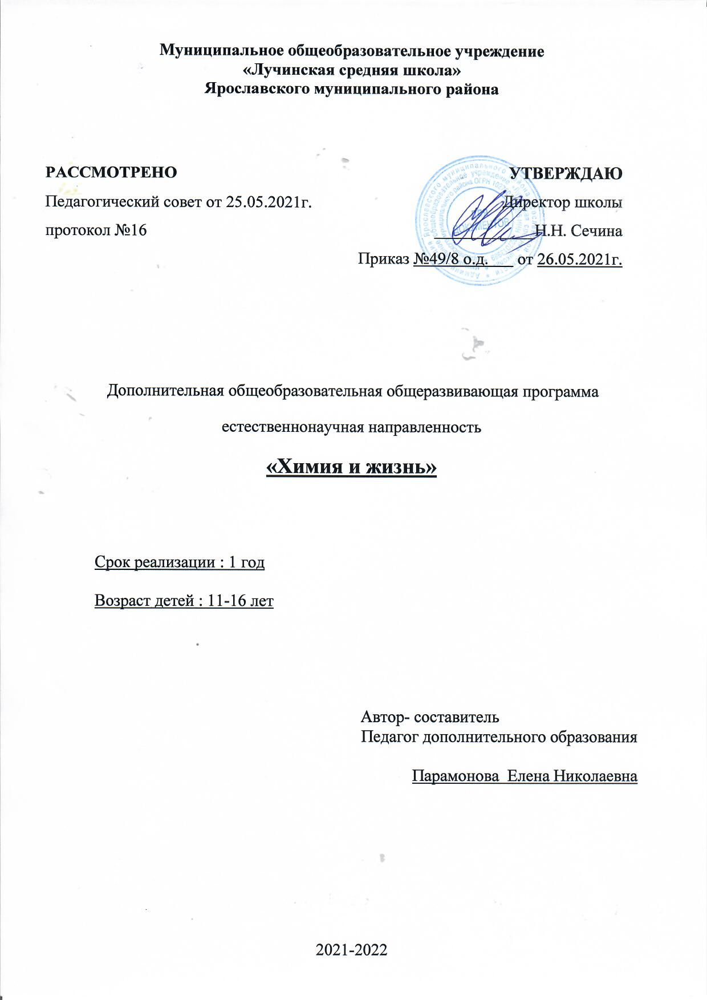 Муниципальное общеобразовательное учреждение
«Лучинская средняя школа»
Ярославского муниципального района
РАССМОТРЕНО
Педагогический совет от 25.05.2021г.
протокол №16
УТВЕРЖДАЮ
Директор школы
Н.Н. Сечина
Приказ №49/8 о.д. от 26.05.2021г.
ДОКУМЕНТОВ
Дополнительная общеобразовательная общеразвивающая программа
естественнонаучная направленность
«Химия и жизнь»
Срок реализации : 1 год
Возраст детей : 11-16 лет
Автор- составитель
Педагог дополнительного образования
Парамонова Елена Николаевна
2021-2022